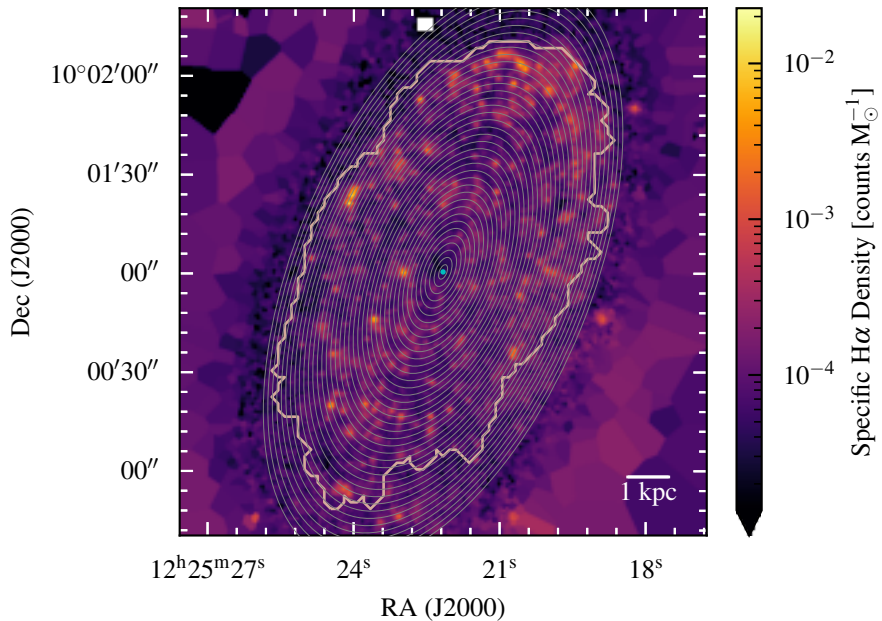 10°02′00″
01′30″
00″
00′30″
00″
Dec (J2000)
12ʰ25ᵐ27ˢ
24ˢ
21ˢ
18ˢ
RA (J2000)
1 kpc
10⁻²
10⁻³
10⁻⁴
Specific Hα Density [counts M⊙⁻¹]